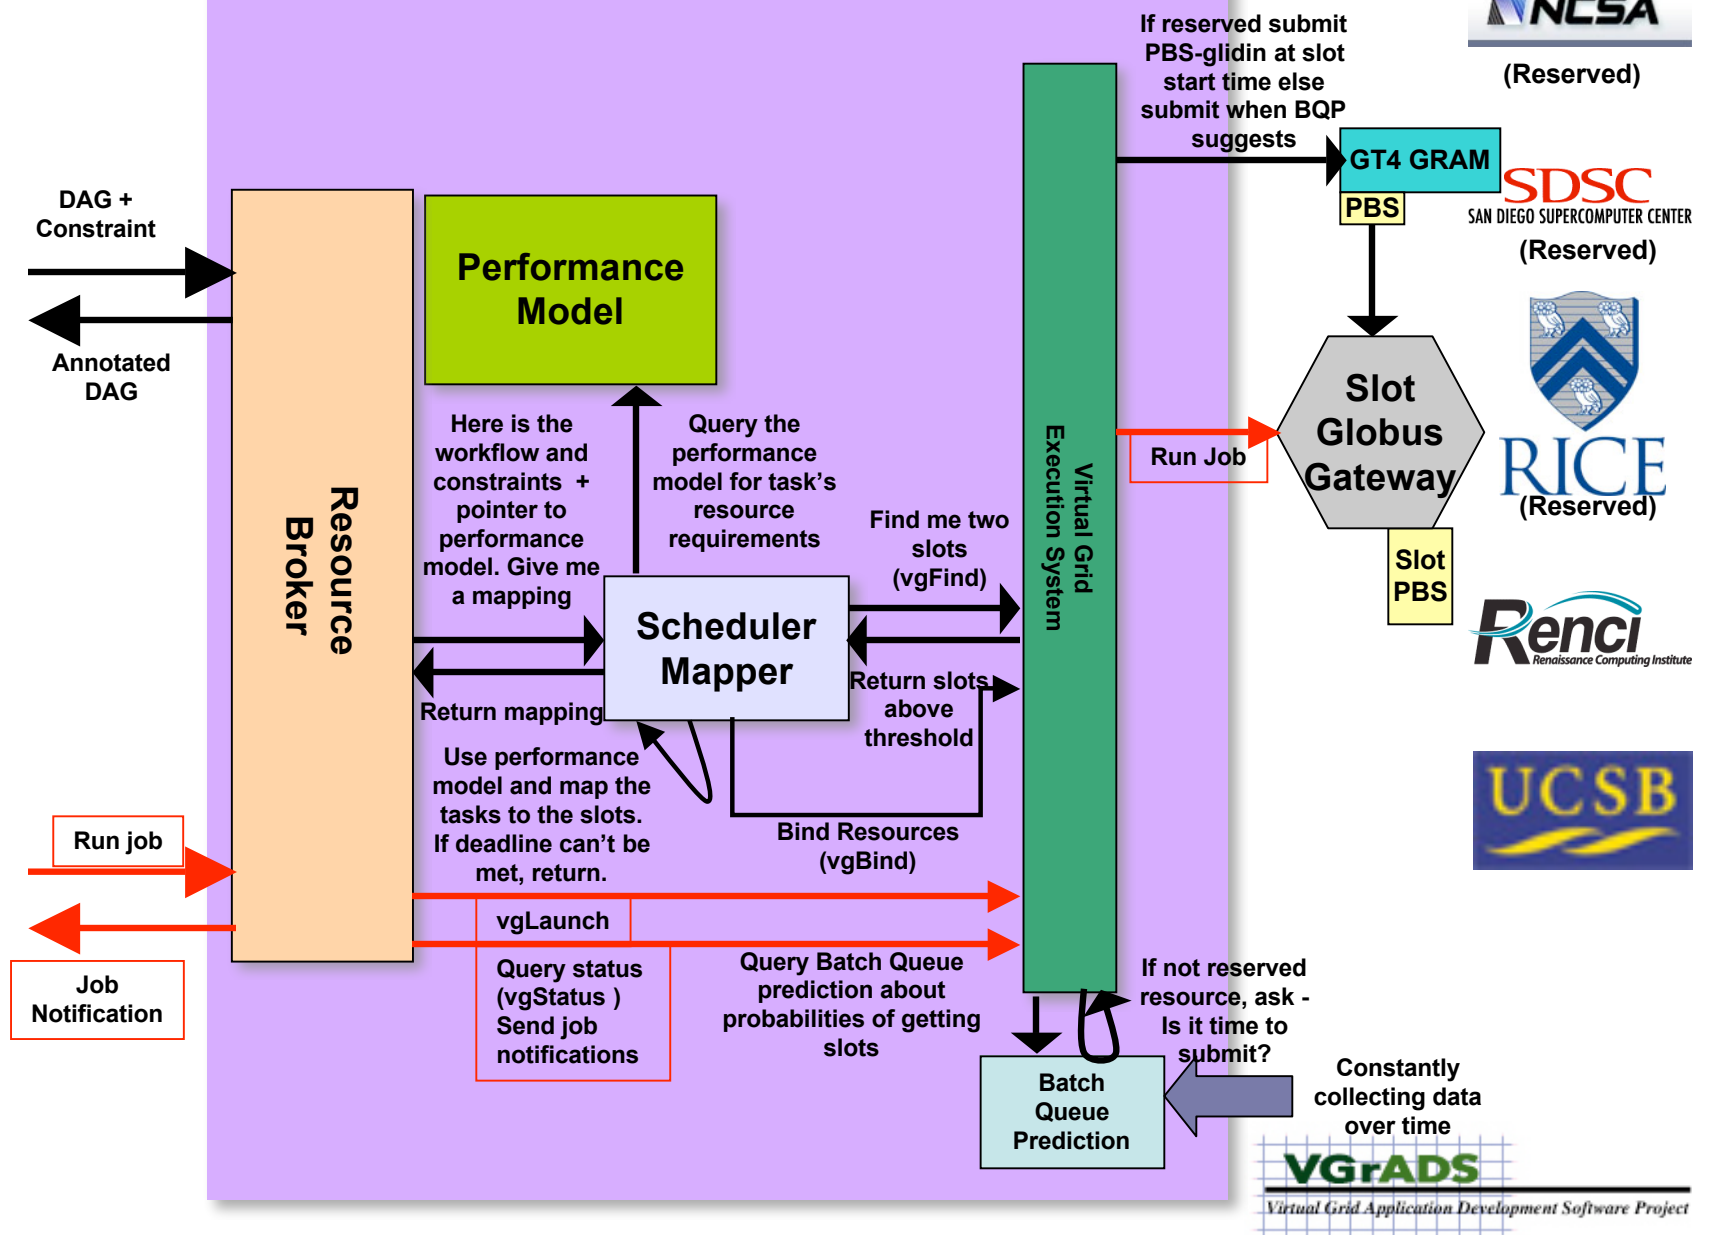 NCSA
(Reserved)
If reserved submit
PBS-glidin at slot
start time else
submit when BQP
suggests
GT4 GRAM
PBS
SDSC
SAN DIEGO SUPERCOMPUTER CENTER
(Reserved)
DAG +
Constraint
Annotated
DAG
Resource
Broker
Performance
Model
Here is the
workflow and
constraints +
pointer to
performance
model. Give me
a mapping
Query the
performance
model for task's
resource
requirements
Find me two
slots
(vgFind)
Virtual Grid
Execution System
Run Job
Slot
Globus
Gateway
RICE
(Reserved)
Slot
PBS
Renci
Renaissance Computing Institute
Scheduler
Mapper
Return mapping
Return slots
above
threshold
Use performance
model and map the
tasks to the slots.
If deadline can't be
met, return.
Bind Resources
(vgBind)
UCSB
Run job
Job
Notification
vgLaunch
Query status
(vgStatus )
Send job
notifications
Query Batch Queue
prediction about
probabilities of getting
slots
If not reserved
resource, ask -
Is it time to
submit?
Batch
Queue
Prediction
Constantly
collecting data
over time
VGrADS
Virtual Grid Application Development Software Project